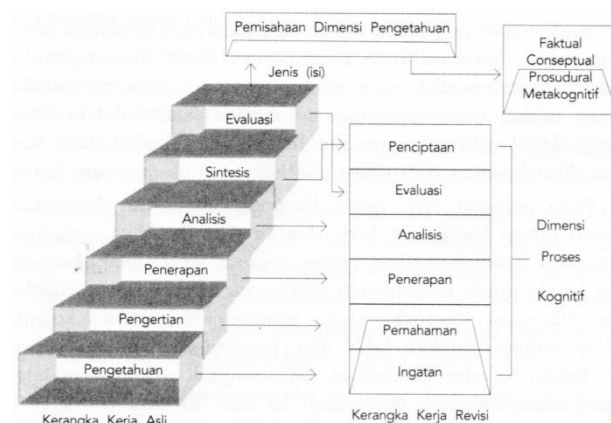 Pemisahaan Dimensi Pengetahuan
Faktual
Conceptual
Prosudural
Metakognitif
Jenis (isi)
Evaluasi
Sintesis
Analisis
Penerapan
Pengertian
Pengetahuan
Kerangka Kerja Asli
Penciptaan
Evaluasi
Analisis
Penerapan
Pemahaman
Ingatan
Kerangka Kerja Revisi
Dimensi
Proses
Kognitif